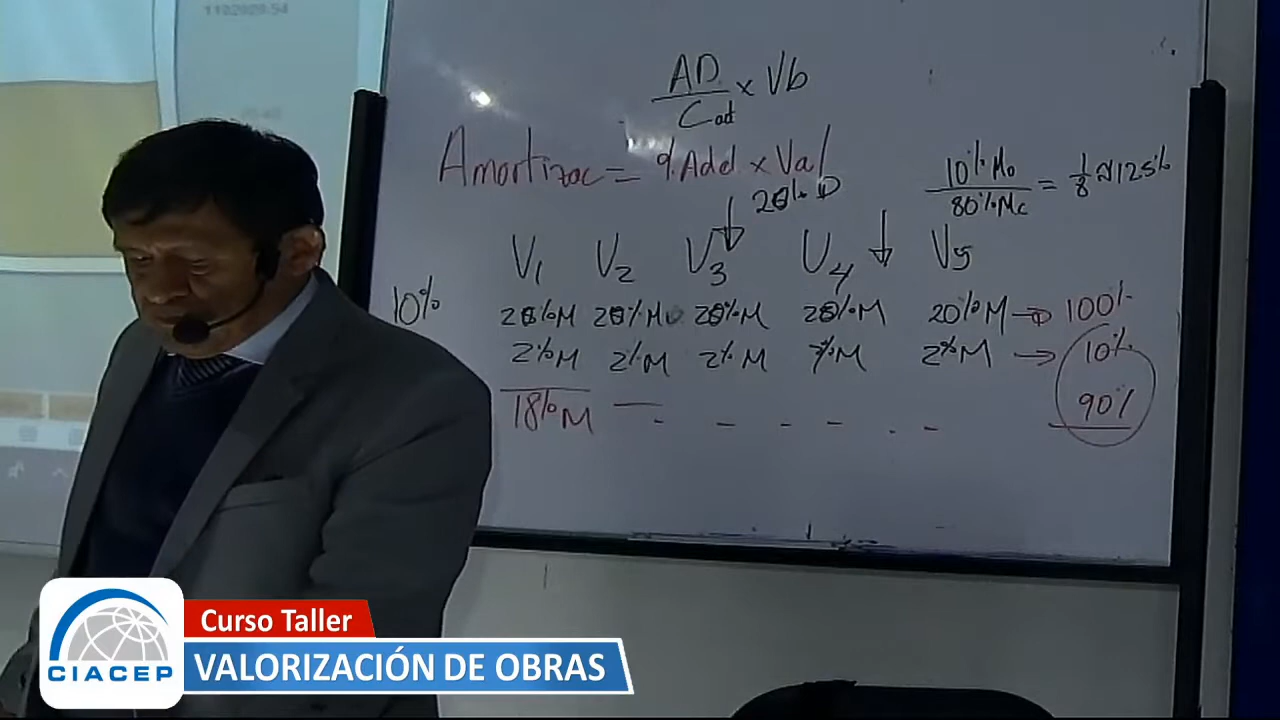 1102020:54
AD
Cad x Vb
Amortizac = % Add x Val
20% D
10% Mo
80% Mc = 1/8 ≈ 12.5%
V1 V2 V3 V4 V5
10%
20%M 20%M 20%M 20%M 20%M → 100%
2%M 2%M 2%M 2%M 2%M → 10%
18%M 90%
Curso Taller
VALORIZACIÓN DE OBRAS
CIACEP